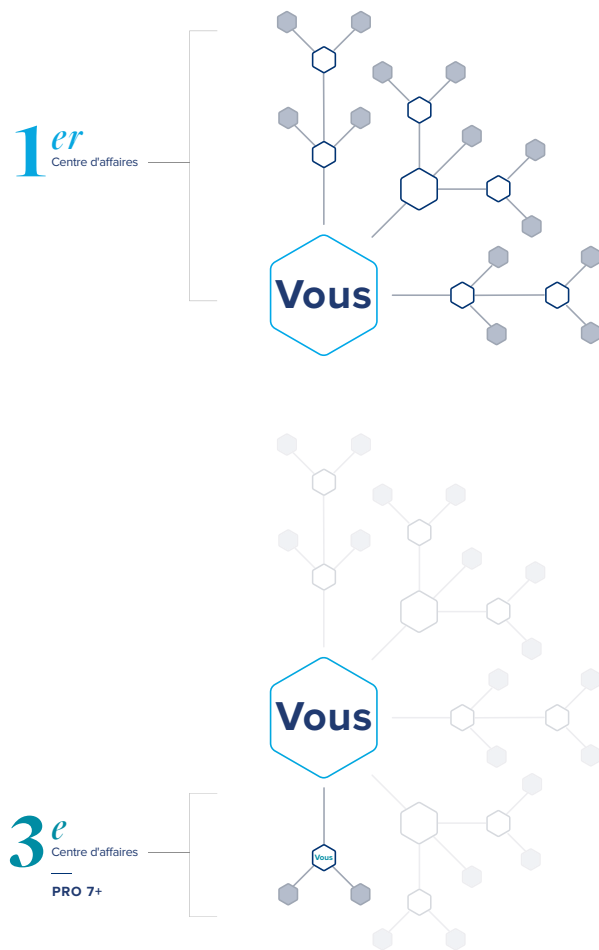 1er
Centre d'affaires
Vous
Vous
3e
Centre d'affaires
PRO 7+
Vous